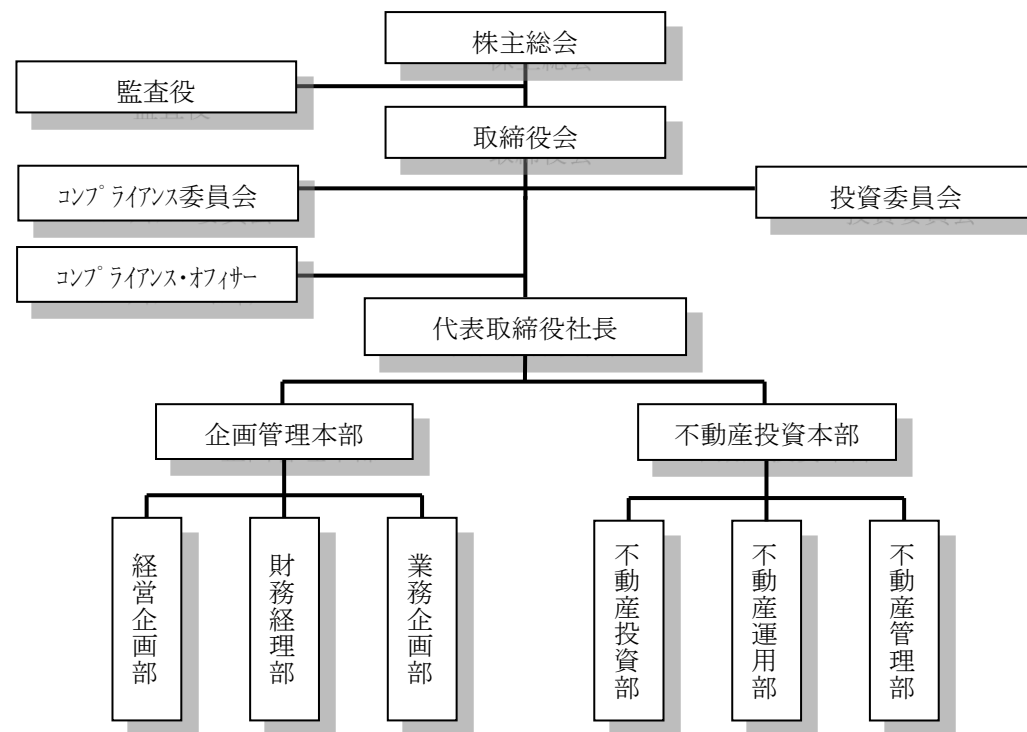 株主総会
監査役
取締役会
コンプライアンス委員会
投資委員会
コンプライアンス・オフィサー
代表取締役社長
企画管理本部
不動産投資本部
経営企画部
財務経理部
業務企画部
不動産投資部
不動産運用部
不動産管理部